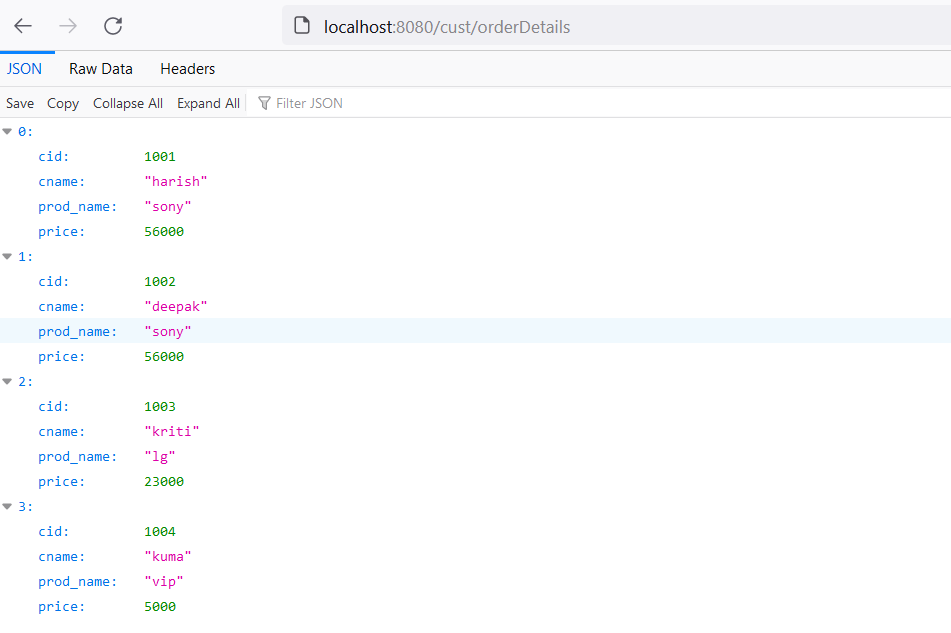 localhost:8080/cust/orderDetails
JSON Raw Data Headers
Save Copy Collapse All Expand All Filter JSON
0:
cid: 1001
cname: "harish"
prod_name: "sony"
price: 56000
1:
cid: 1002
cname: "deepak"
prod_name: "sony"
price: 56000
2:
cid: 1003
cname: "kriti"
prod_name: "lg"
price: 23000
3:
cid: 1004
cname: "kuma"
prod_name: "vip"
price: 5000